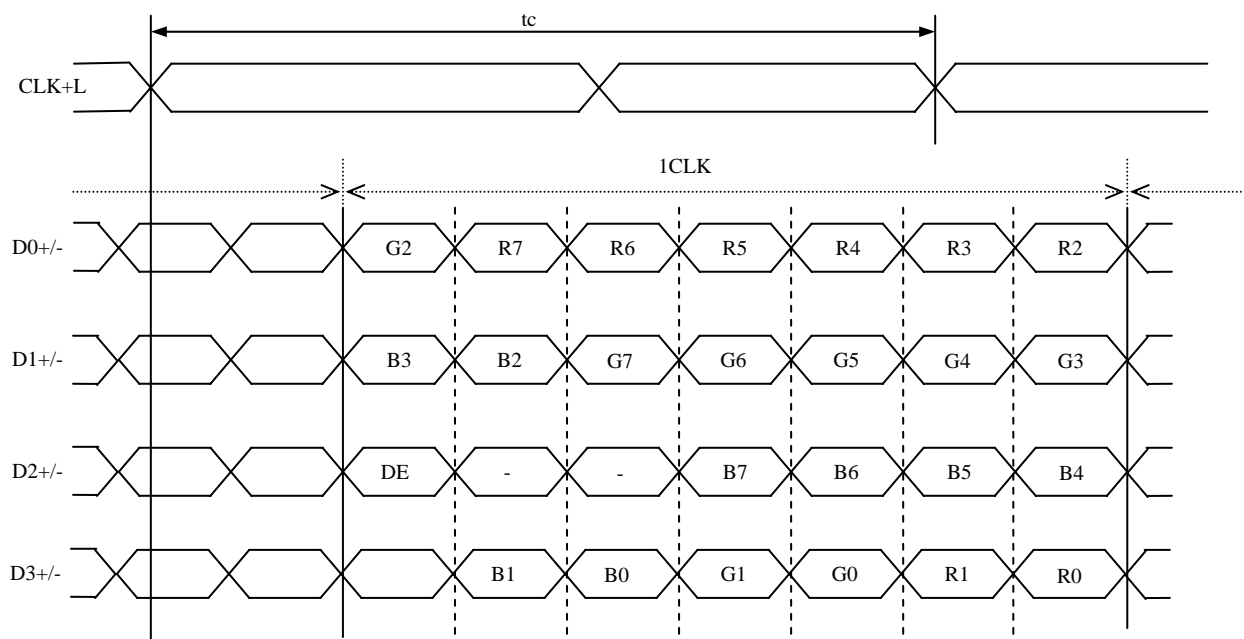 tc
CLK+L
1CLK
D0+/- G2 R7 R6 R5 R4 R3 R2
D1+/- B3 B2 G7 G6 G5 G4 G3
D2+/- DE - - B7 B6 B5 B4
D3+/- B1 B0 G1 G0 R1 R0